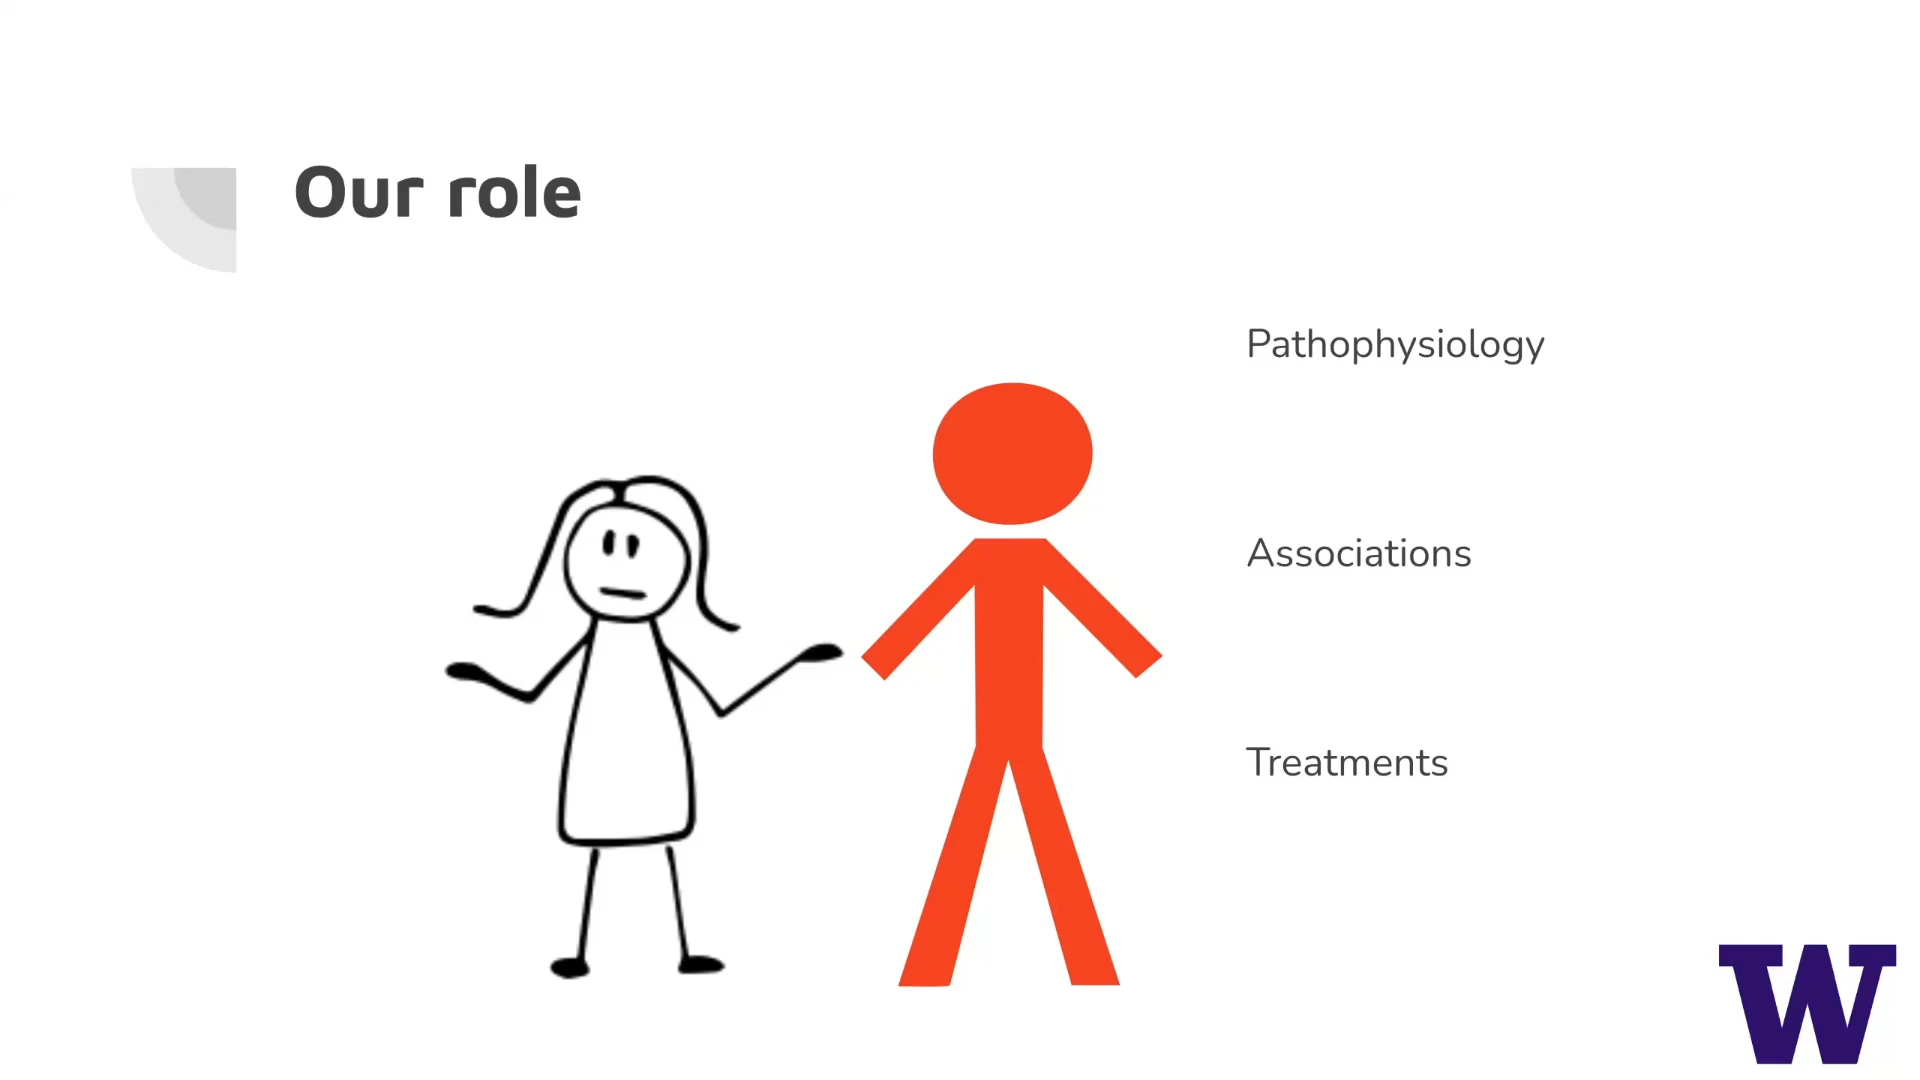 Our role
Pathophysiology
Associations
Treatments
W